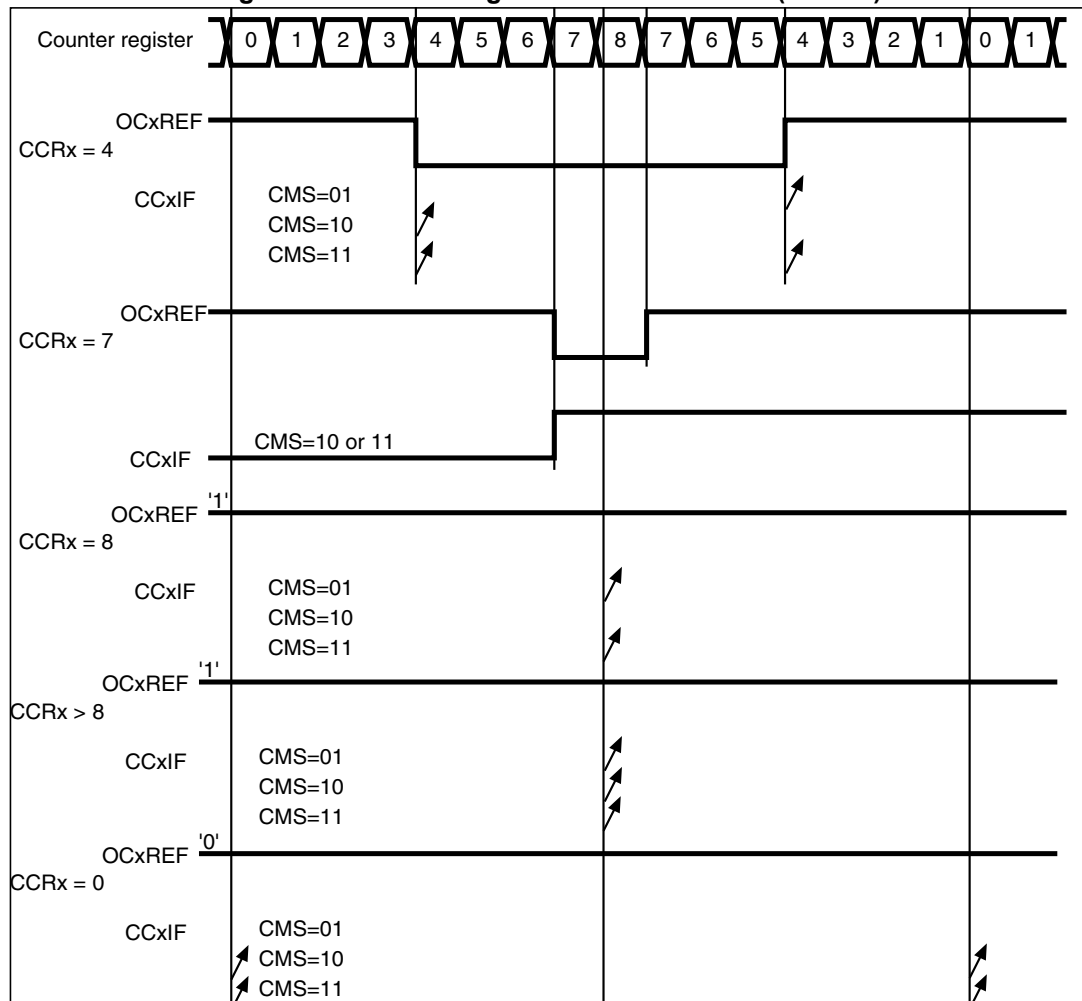 Counter register 0 1 2 3 4 5 6 7 8 7 6 5 4 3 2 1 0 1
OCxREF
CCRx = 4
CCxIF
CMS=01
CMS=10
CMS=11
OCxREF
CCRx = 7
CMS=10 or 11
CCxIF
'1'
OCxREF
CCRx = 8
CCxIF
CMS=01
CMS=10
CMS=11
'1'
OCxREF
CCRx > 8
CCxIF
CMS=01
CMS=10
CMS=11
'0'
OCxREF
CCRx = 0
CCxIF
CMS=01
CMS=10
CMS=11